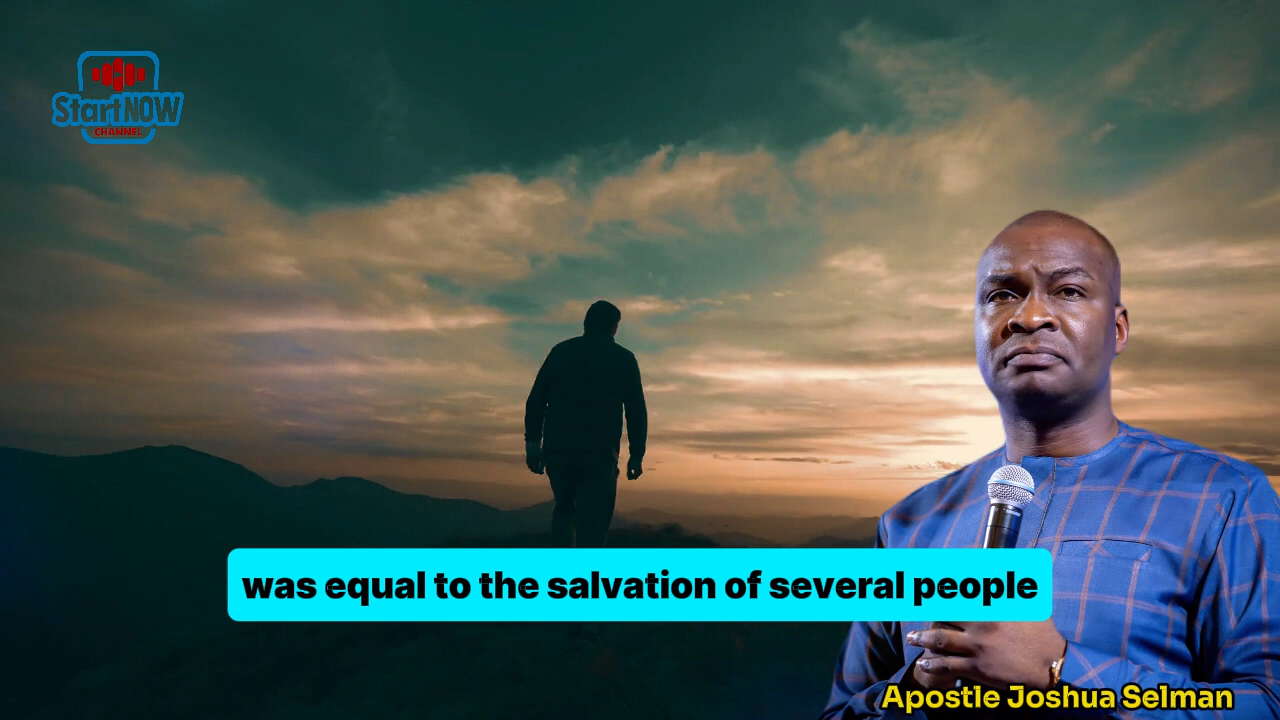 StartNOW
CHANNEL
was equal to the salvation of several people
Apostle Joshua Selman